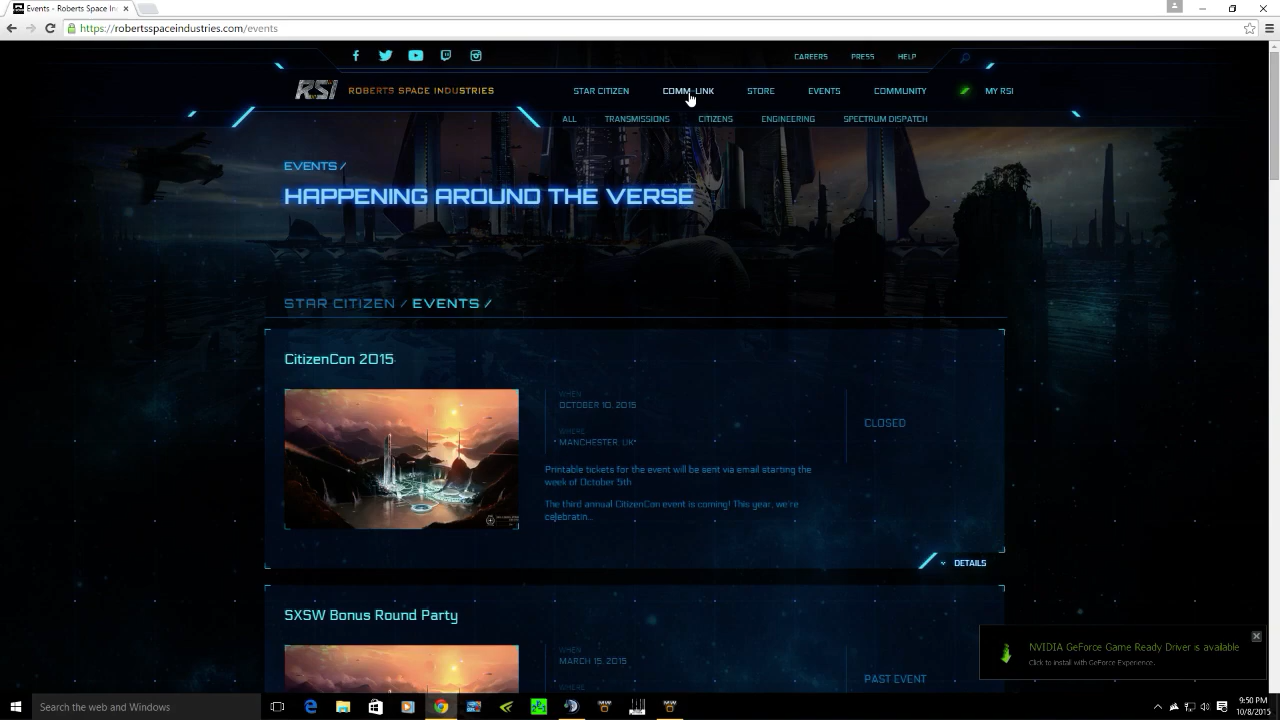 Events - Roberts Space In
https://robertsspaceindustries.com/events
CAREERS PRESS HELP
RSI ROBERTS SPACE INDUSTRIES STAR CITIZEN COMM-LINK STORE EVENTS COMMUNITY MY RSI
ALL TRANSMISSIONS CITIZENS ENGINEERING SPECTRUM DISPATCH
EVENTS /
HAPPENING AROUND THE VERSE
STAR CITIZEN / EVENTS /
CitizenCon 2015
WHEN
OCTOBER 10, 2015
CLOSED
WHERE
MANCHESTER, UK
Printable tickets for the event will be sent via email starting the
week of October 5th
The third annual CitizenCon event is coming! This year, we're
celebratin...
DETAILS
SXSW Bonus Round Party
WHEN
MARCH 15, 2015
PAST EVENT
WHERE
NVIDIA GeForce Game Ready Driver is available
Click to install with GeForce Experience.
Search the web and Windows
9:50 PM
10/8/2015